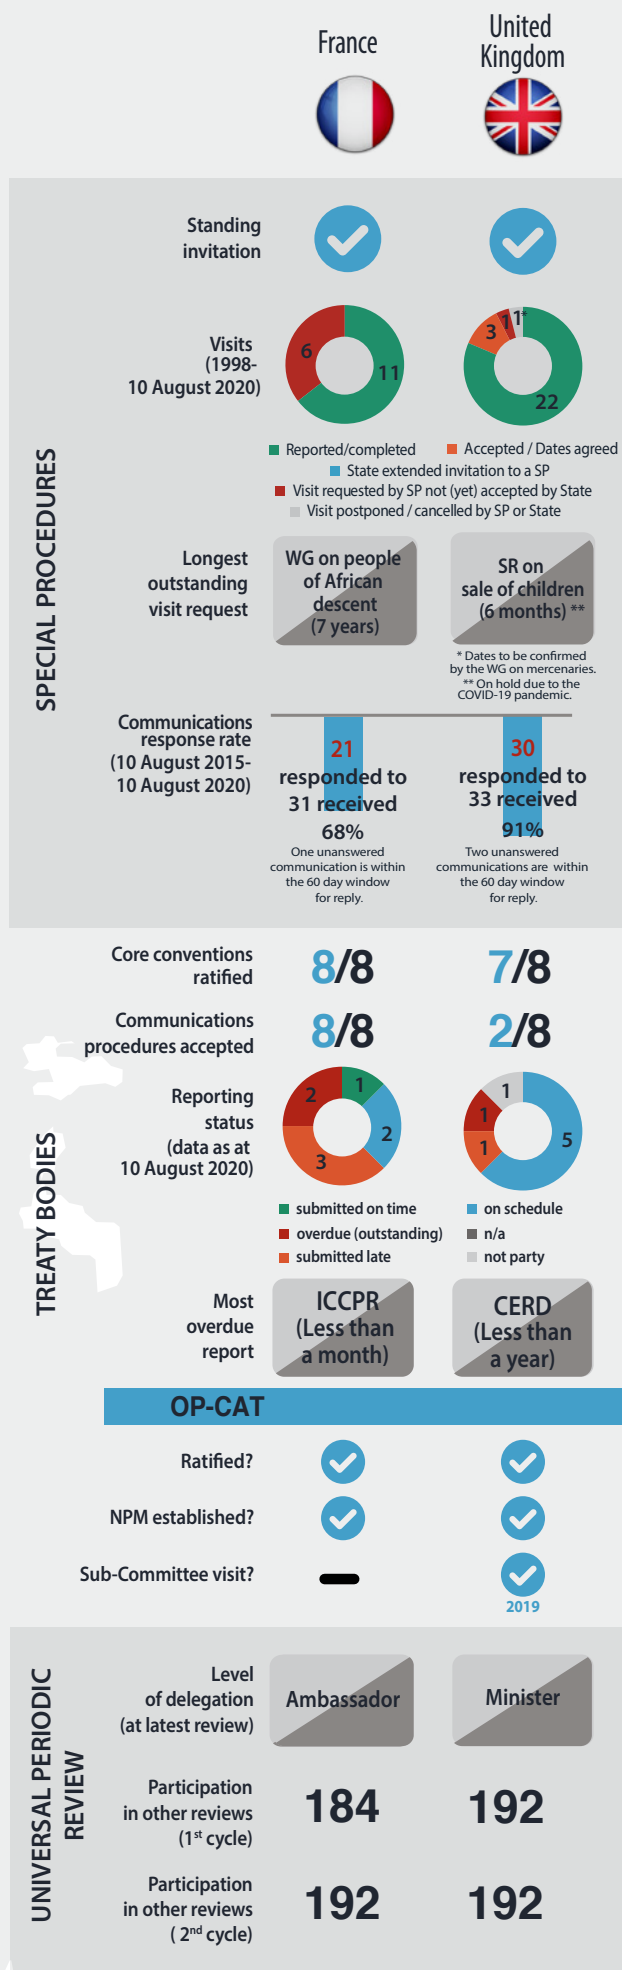 France
United
Kingdom
SPECIAL PROCEDURES
Standing
invitation
Visits
(1998-
10 August 2020)
6
11
3
1
1*
22
Reported/completed
Accepted / Dates agreed
State extended invitation to a SP
Visit requested by SP not (yet) accepted by State
Visit postponed / cancelled by SP or State
Longest
outstanding
visit request
WG on people
of African
descent
(7 years)
SR on
sale of children
(6 months) **
* Dates to be confirmed
by the WG on mercenaries.
** On hold due to the
COVID-19 pandemic.
Communications
response rate
(10 August 2015-
10 August 2020)
21
responded to
31 received
68%
One unanswered
communication is within
the 60 day window
for reply.
30
responded to
33 received
91%
Two unanswered
communications are within
the 60 day window
for reply.
TREATY BODIES
Core conventions
ratified
8/8
7/8
Communications
procedures accepted
8/8
2/8
Reporting
status
(data as at
10 August 2020)
2
1
2
3
1
1
1
5
submitted on time
on schedule
overdue (outstanding)
n/a
submitted late
not party
Most
overdue
report
ICCPR
(Less than
a month)
CERD
(Less than
a year)
OP-CAT
Ratified?
NPM established?
Sub-Committee visit?
2019
UNIVERSAL PERIODIC
REVIEW
Level
of delegation
(at latest review)
Ambassador
Minister
Participation
in other reviews
(1st cycle)
184
192
Participation
in other reviews
( 2nd cycle)
192
192